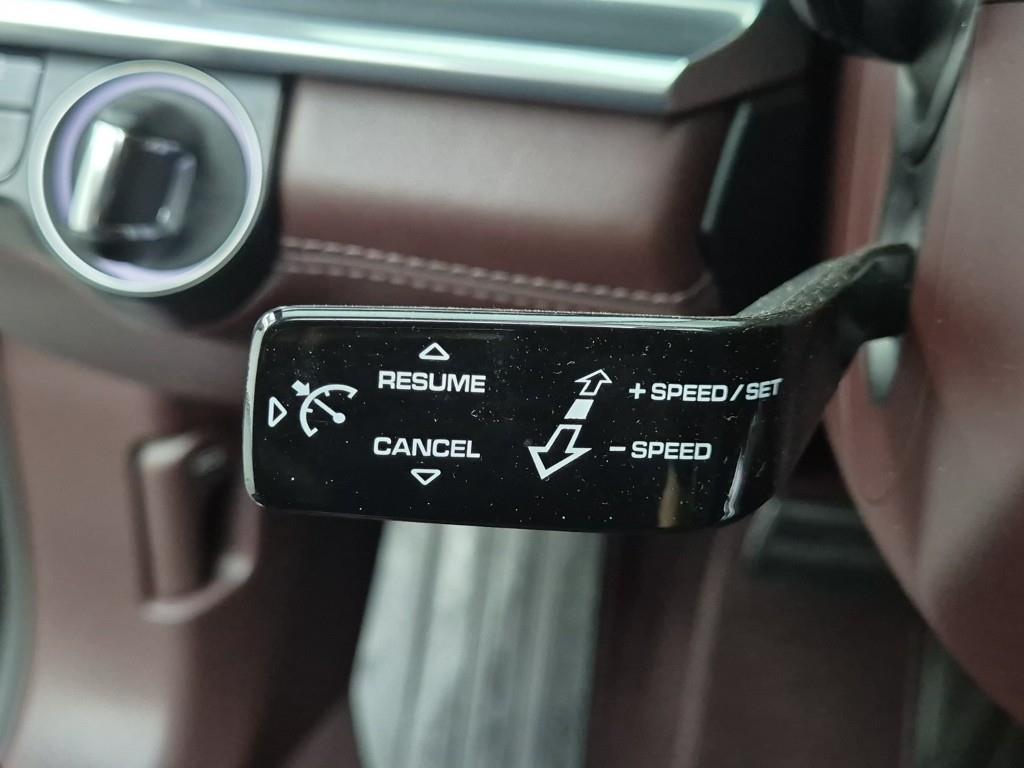 RESUME
+ SPEED / SET
CANCEL
– SPEED